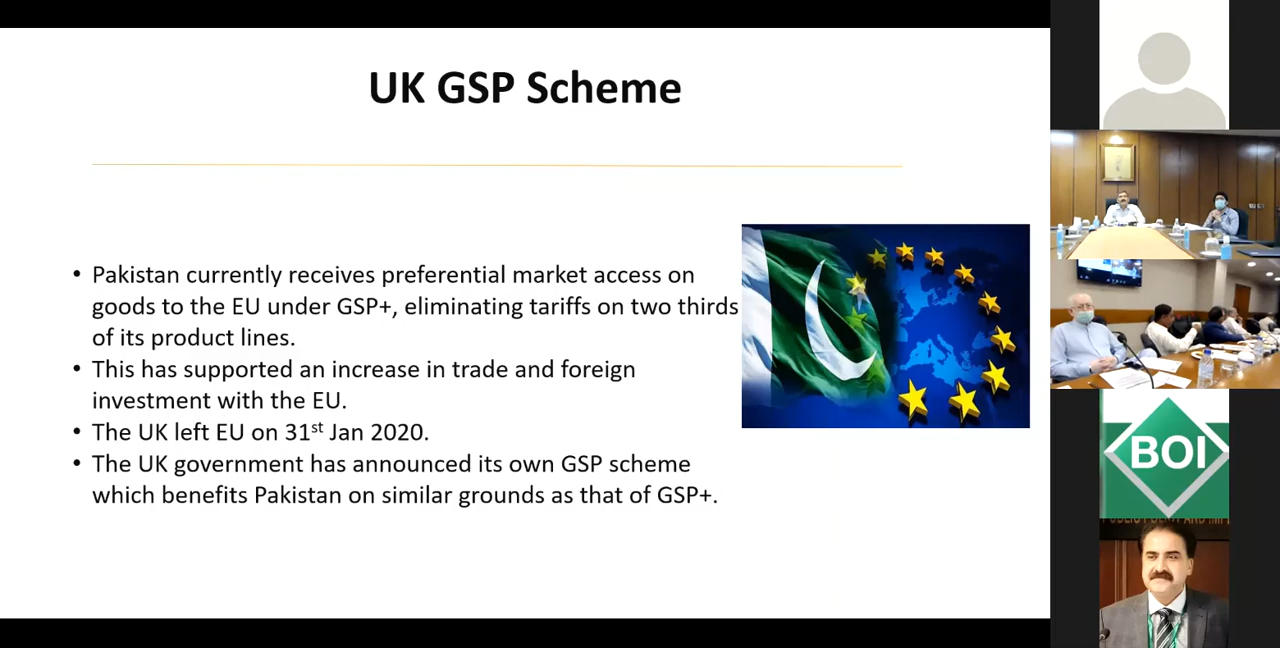 UK GSP Scheme
• Pakistan currently receives preferential market access on
goods to the EU under GSP+, eliminating tariffs on two thirds
of its product lines.
• This has supported an increase in trade and foreign
investment with the EU.
• The UK left EU on 31st Jan 2020.
• The UK government has announced its own GSP scheme
which benefits Pakistan on similar grounds as that of GSP+.
BOI